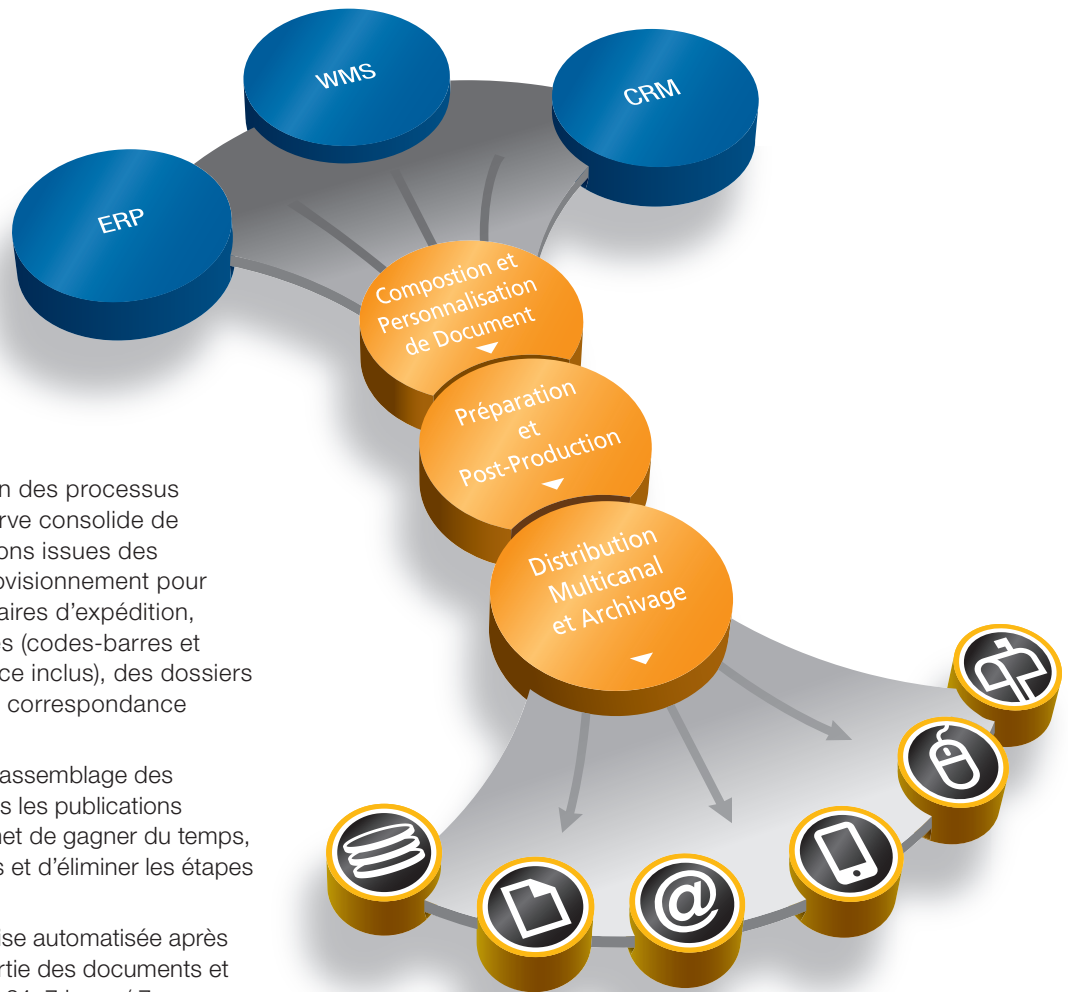 WMS
CRM
ERP
Compostion et
Personnalisation
de Document
Préparation
et
Post-Production
Distribution
Multicanal
et Archivage
n des processus
rve consolide de
ons issues des
ovisionnement pour
aires d'expédition,
es (codes-barres et
ce inclus), des dossiers
correspondance
assemblage des
s les publications
net de gagner du temps,
s et d'éliminer les étapes
ise automatisée après
rtie des documents et
@